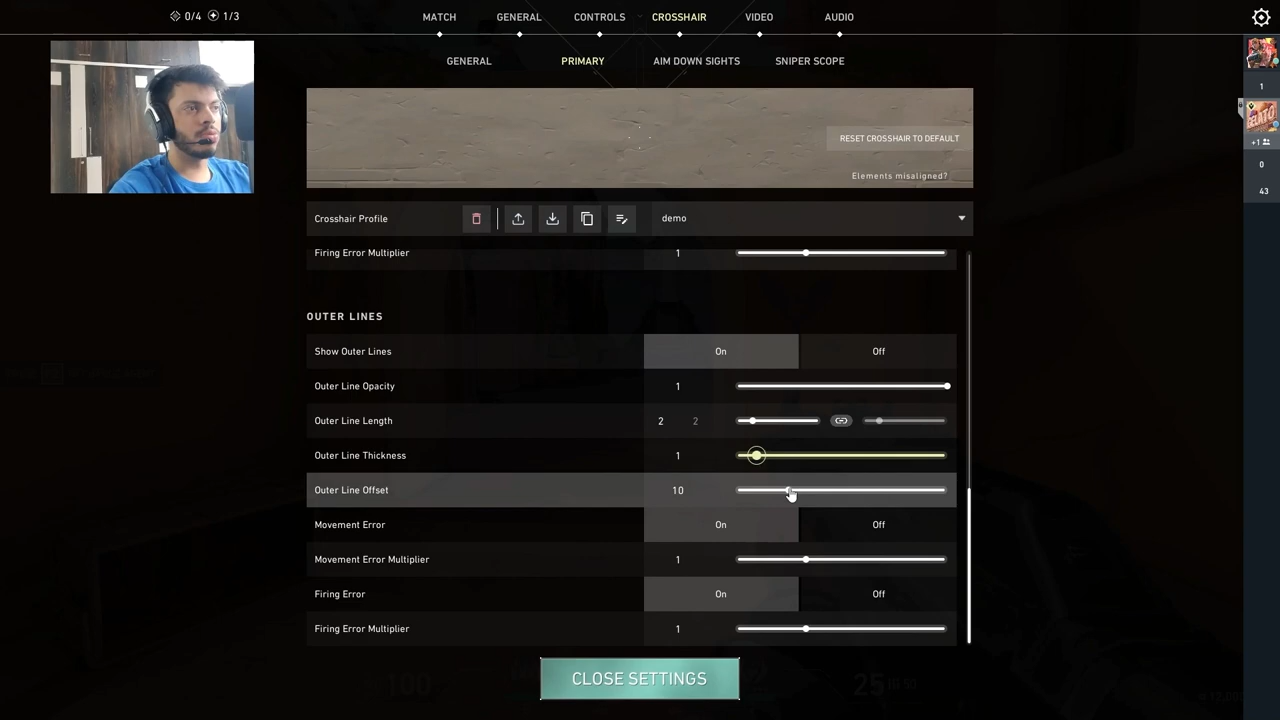 0/4 1/3
MATCH GENERAL CONTROLS CROSSHAIR VIDEO AUDIO
GENERAL PRIMARY AIM DOWN SIGHTS SNIPER SCOPE
RESET CROSSHAIR TO DEFAULT
Elements misaligned?
1
+1
0
43
Crosshair Profile demo
Firing Error Multiplier 1
OUTER LINES
Show Outer Lines On Off
Outer Line Opacity 1
Outer Line Length 2 2
Outer Line Thickness 1
Outer Line Offset 10
Movement Error On Off
Movement Error Multiplier 1
Firing Error On Off
Firing Error Multiplier 1
CLOSE SETTINGS
100
25